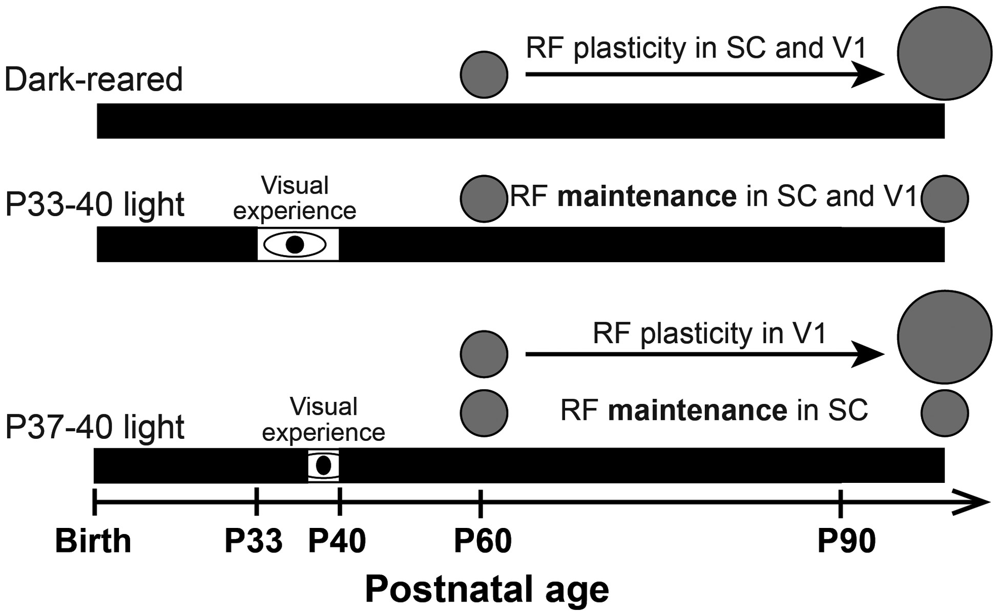 RF plasticity in SC and V1
Dark-reared
Visual
experience
P33-40 light
RF maintenance in SC and V1
RF plasticity in V1
RF maintenance in SC
Visual
experience
P37-40 light
Birth P33 P40 P60 P90
Postnatal age